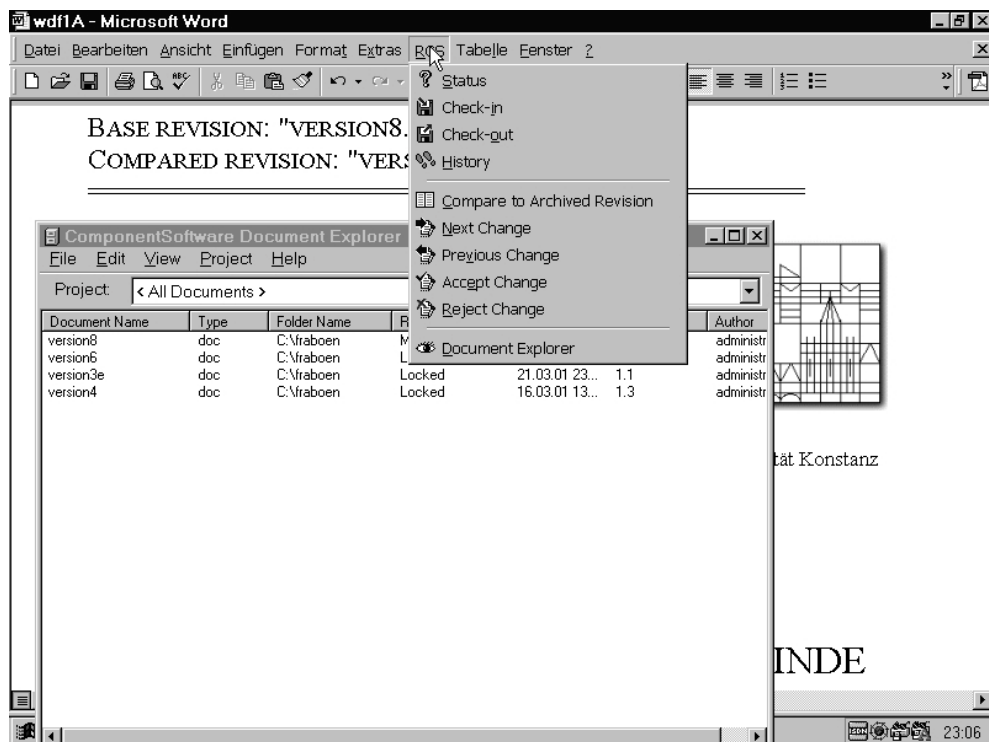 wdf1A - Microsoft Word
Datei Bearbeiten Ansicht Einfügen Format Extras RCS Tabelle Fenster ?
Status
Check-in
Check-out
History
Compare to Archived Revision
Next Change
Previous Change
Accept Change
Reject Change
Document Explorer
BASE REVISION: "VERSION8.
COMPARED REVISION: "VERS
ComponentSoftware Document Explorer
File Edit View Project Help
Project: < All Documents >
Document Name Type Folder Name Author
version8 doc C:\fraboen administr
version6 doc C:\fraboen administr
version3e doc C:\fraboen Locked 21.03.01 23... 1.1 administr
version4 doc C:\fraboen Locked 16.03.01 13... 1.3 administr
tät Konstanz
INDE
23:06